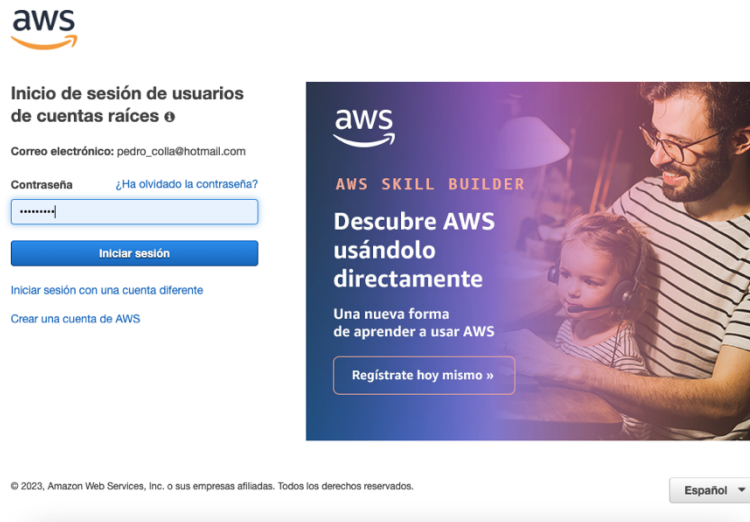 aws
Inicio de sesión de usuarios
de cuentas raíces
Correo electrónico: pedro_colla@hotmail.com
Contraseña ¿Ha olvidado la contraseña?
•••••••••
Iniciar sesión
Iniciar sesión con una cuenta diferente
Crear una cuenta de AWS
aws
AWS SKILL BUILDER
Descubre AWS
usándolo
directamente
Una nueva forma
de aprender a usar AWS
Regístrate hoy mismo »
© 2023, Amazon Web Services, Inc. o sus empresas afiliadas. Todos los derechos reservados.
Español